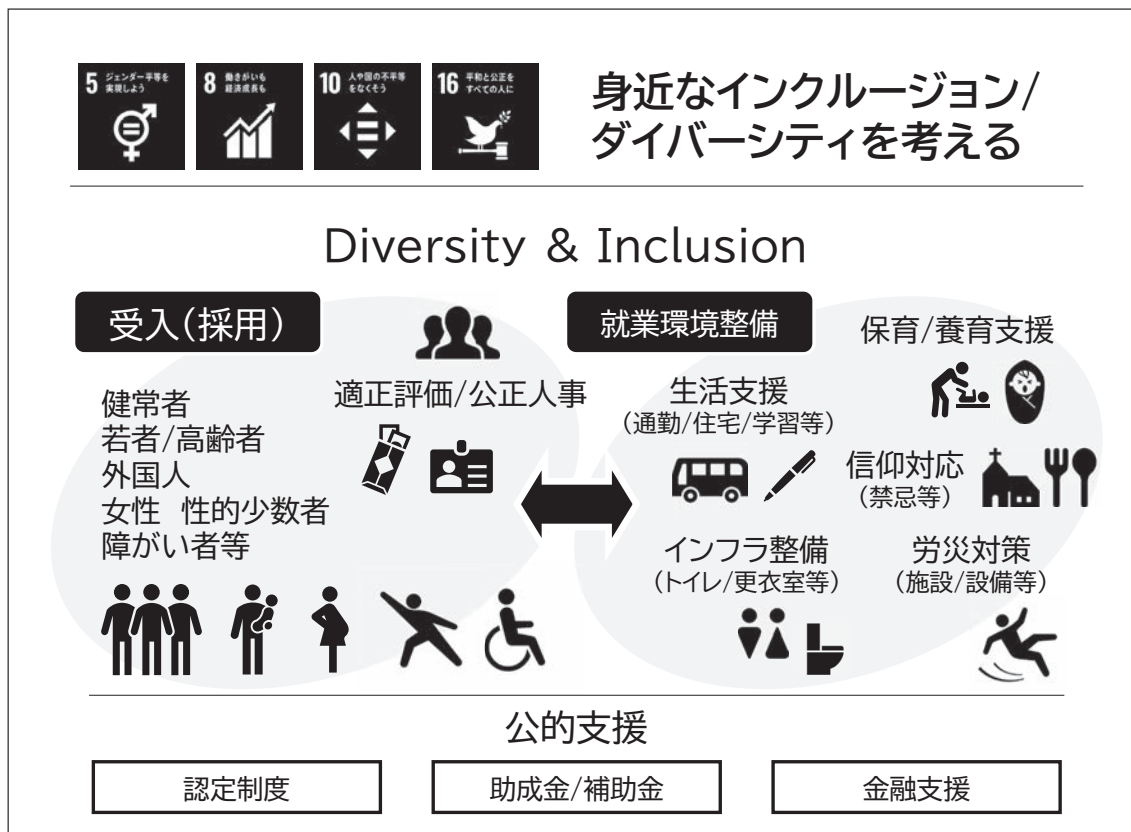 5 ジェンダー平等を
実現しよう
8 働きがいも
経済成長も
10 人や国の不平等
をなくそう
16 平和と公正を
すべての人に
身近なインクルージョン/
ダイバーシティを考える
Diversity & Inclusion
受入(採用)
適正評価/公正人事
健常者
若者/高齢者
外国人
女性 性的少数者
障がい者等
就業環境整備
保育/養育支援
生活支援
(通勤/住宅/学習等)
信仰対応
(禁忌等)
インフラ整備
(トイレ/更衣室等)
労災対策
(施設/設備等)
公的支援
認定制度
助成金/補助金
金融支援